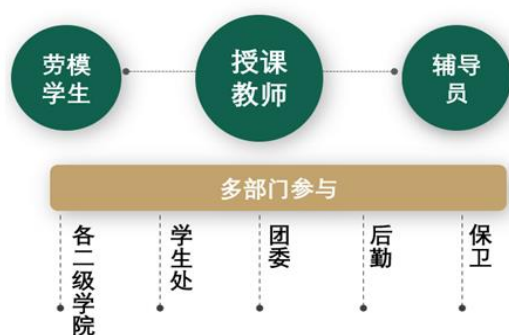 劳模
学生
授课
教师
辅导
员
多部门参与
各二级学院
学生处
团委
后勤
保卫